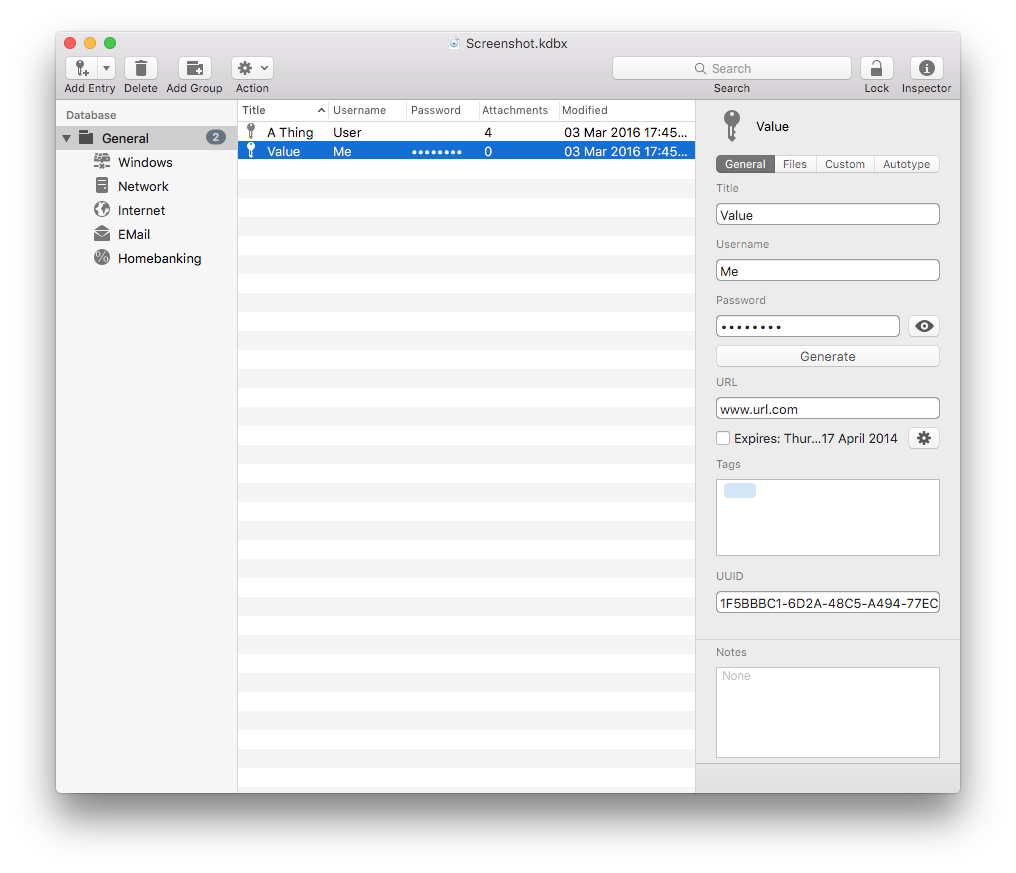 Screenshot.kdbx
Search
Add Entry Delete Add Group Action Search Lock Inspector
Database
General 2
Windows
Network
Internet
EMail
Homebanking
Title Username Password Attachments Modified
A Thing User 4 03 Mar 2016 17:45...
Value Me •••••••• 0 03 Mar 2016 17:45...
Value
General Files Custom Autotype
Title
Value
Username
Me
Password
••••••••
Generate
URL
www.url.com
Expires: Thur...17 April 2014
Tags
UUID
1F5BBBC1-6D2A-48C5-A494-77EC
Notes
None